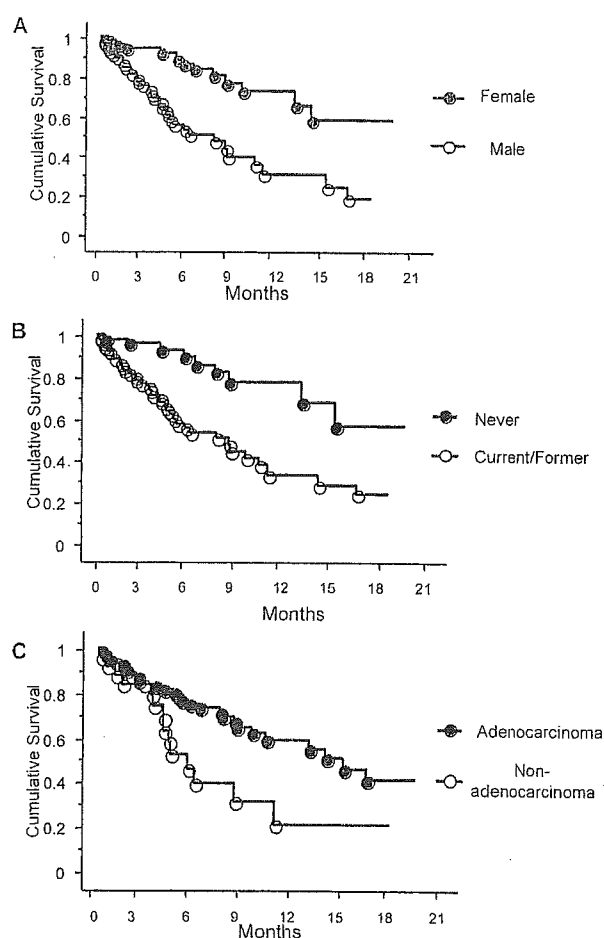 A
Cumulative Survival
1
0.8
0.6
0.4
0.2
0
0 3 6 9 12 15 18 21
Months
Female
Male
B
Cumulative Survival
1
0.8
0.6
0.4
0.2
0
0 3 6 9 12 15 18 21
Months
Never
Current/Former
C
Cumulative Survival
1
0.8
0.6
0.4
0.2
0
0 3 6 9 12 15 18 21
Months
Adenocarcinoma
Non-
adenocarcinoma